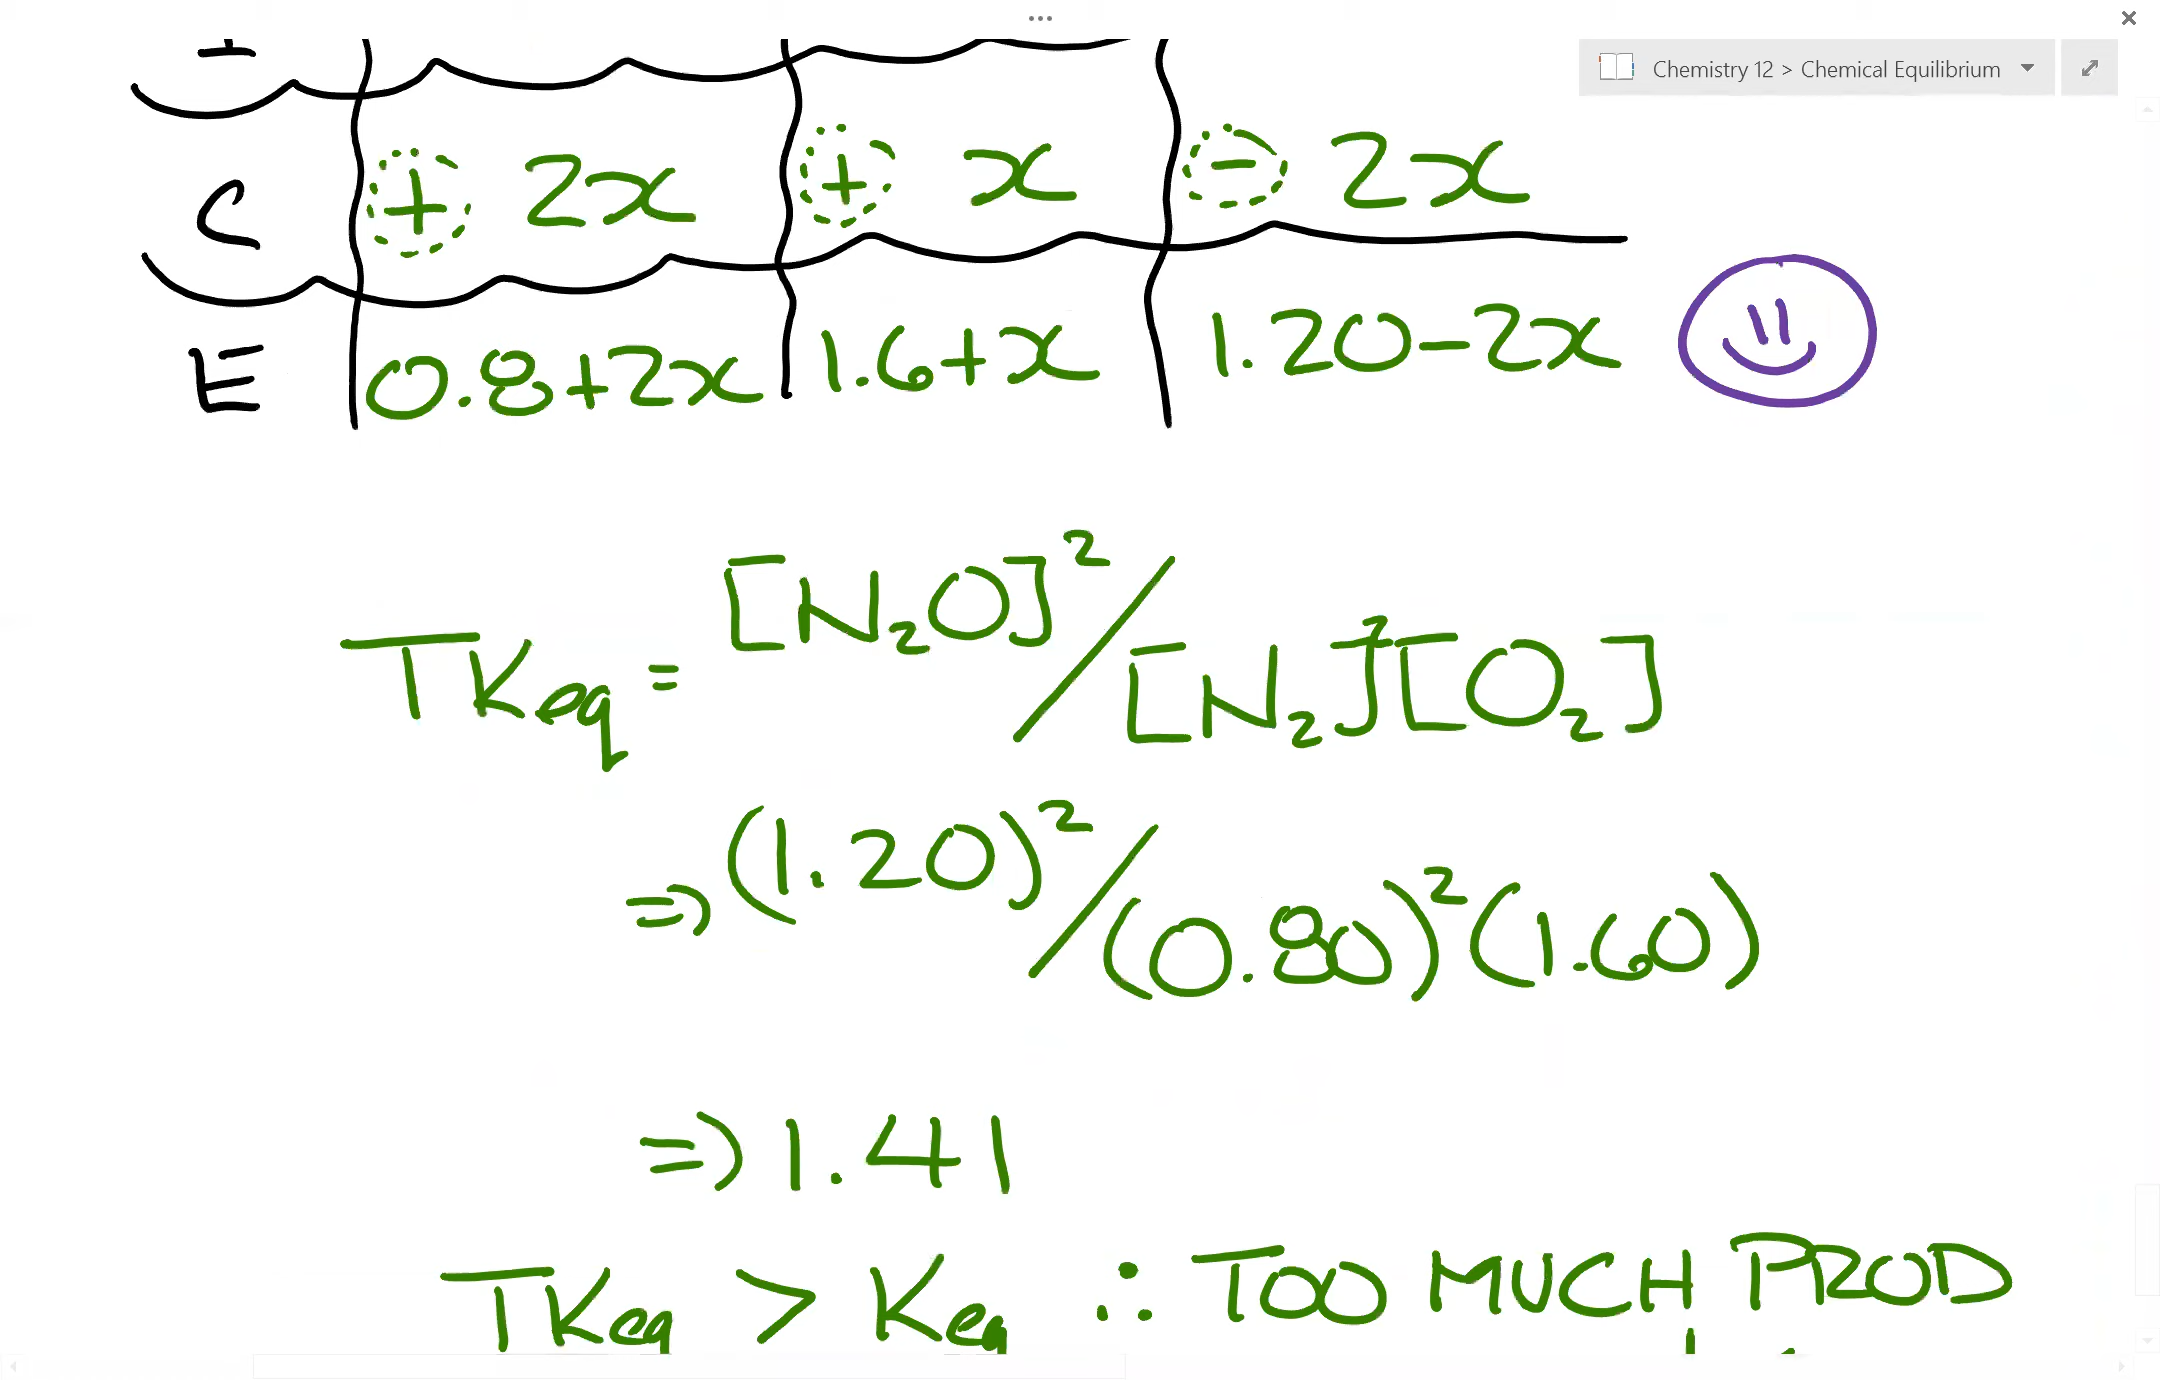 ...
Chemistry 12 > Chemical Equilibrium
I
C + 2x + x - 2x
E 0.8+2x 1.6+x 1.20-2x
TKeq = [N₂O]² / [N₂]²[O₂]
=> (1.20)² / (0.80)²(1.60)
=> 1.41
TKeq > Keq ∴ TOO MUCH PROD